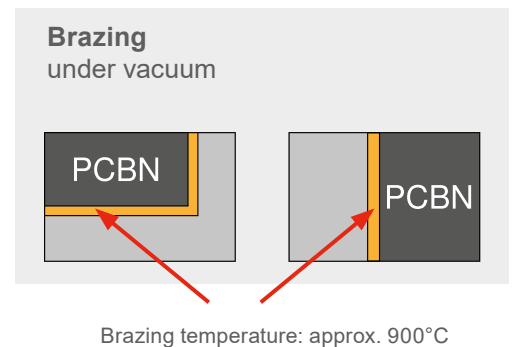 Brazing
under vacuum
PCBN
PCBN
Brazing temperature: approx. 900°C